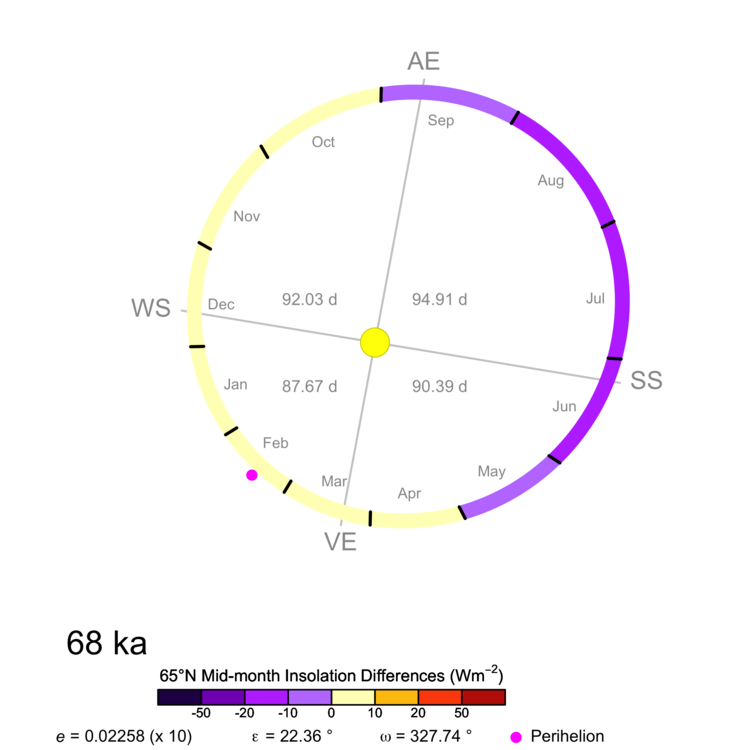 AE
Sep
Oct
Aug
Nov
Jul
WS
Dec
92.03 d
94.91 d
SS
Jan
87.67 d
90.39 d
Jun
Feb
May
Mar
Apr
VE
68 ka
65°N Mid-month Insolation Differences (Wm⁻²)
-50 -20 -10 0 10 20 50
e = 0.02258 (x 10) ε = 22.36 ° ω = 327.74 ° Perihelion